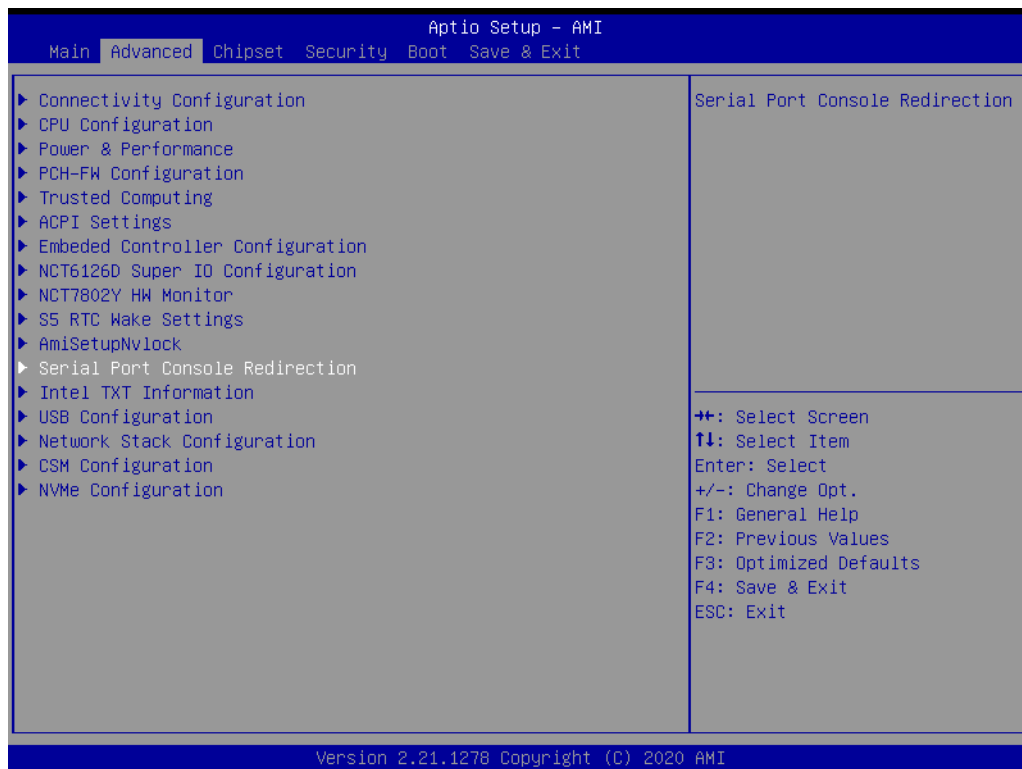 Aptio Setup – AMI
Main Advanced Chipset Security Boot Save & Exit
▶ Connectivity Configuration
▶ CPU Configuration
▶ Power & Performance
▶ PCH-FW Configuration
▶ Trusted Computing
▶ ACPI Settings
▶ Embeded Controller Configuration
▶ NCT6126D Super IO Configuration
▶ NCT7802Y HW Monitor
▶ S5 RTC Wake Settings
▶ AmiSetupNvlock
▶ Serial Port Console Redirection
▶ Intel TXT Information
▶ USB Configuration
▶ Network Stack Configuration
▶ CSM Configuration
▶ NVMe Configuration
Serial Port Console Redirection
→←: Select Screen
↑↓: Select Item
Enter: Select
+/-: Change Opt.
F1: General Help
F2: Previous Values
F3: Optimized Defaults
F4: Save & Exit
ESC: Exit
Version 2.21.1278 Copyright (C) 2020 AMI